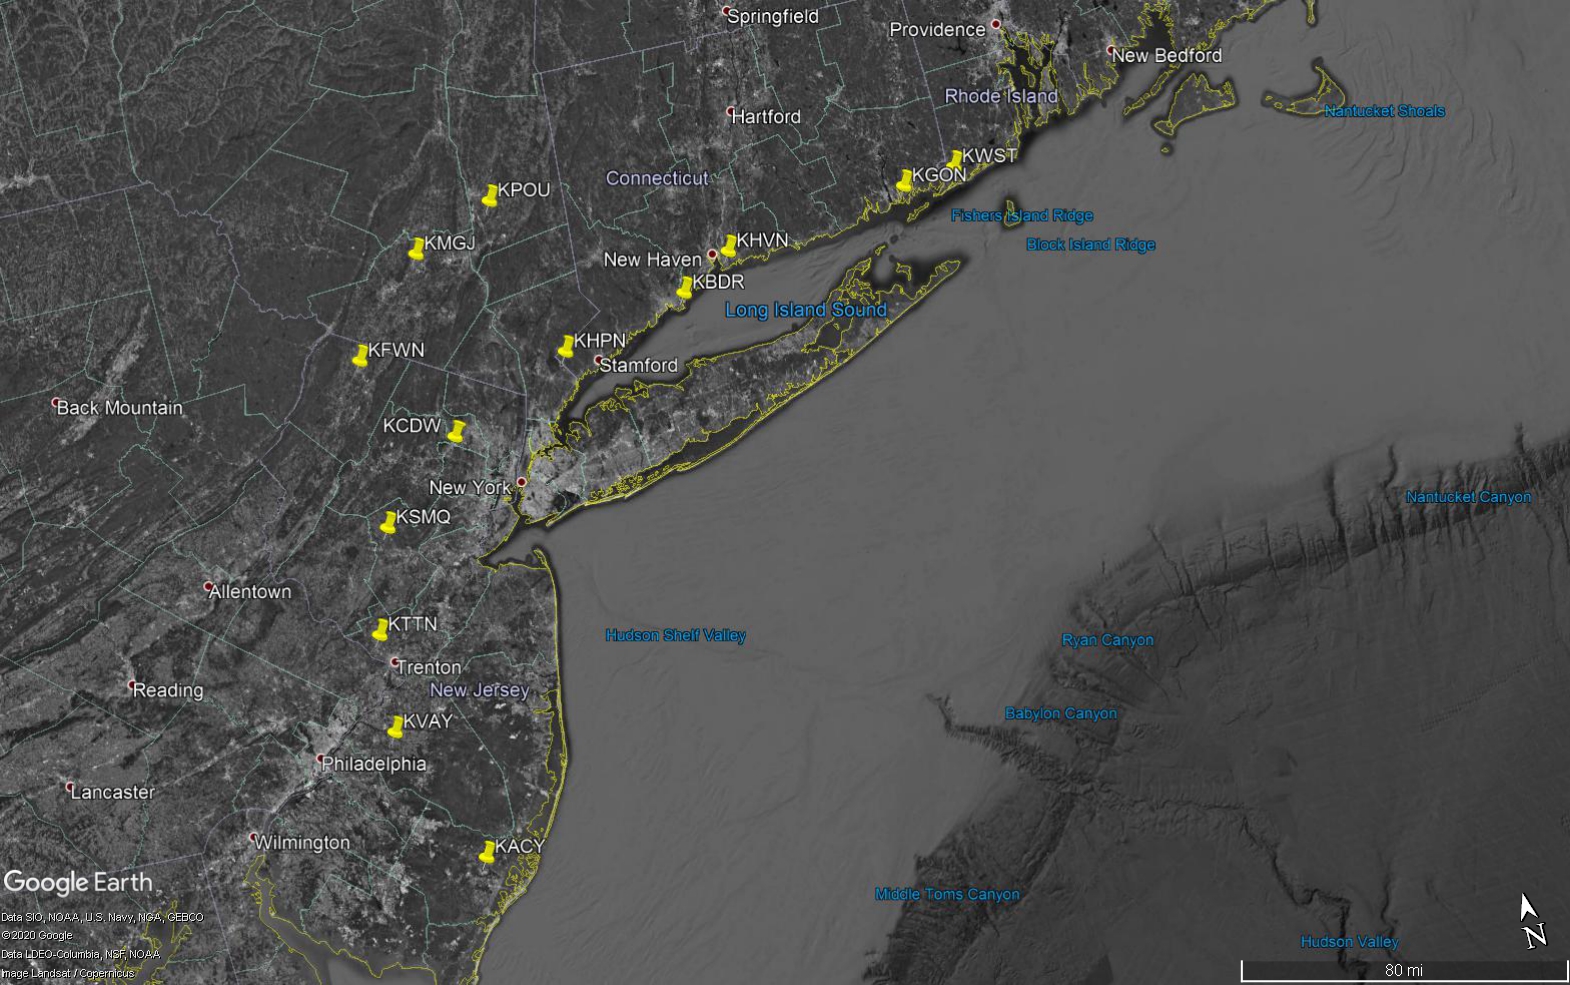 Springfield
Providence
New Bedford
Rhode Island
Nantucket Shoals
Hartford
KWST
KGON
Connecticut
KPOU
Fishers Island Ridge
KMGJ
KHVN
Block Island Ridge
New Haven
KBDR
Long Island Sound
KHPN
KFWN
Stamford
Back Mountain
KCDW
New York
Nantucket Canyon
KSMQ
Allentown
KTTN
Hudson Shelf Valley
Ryan Canyon
Trenton
Reading
New Jersey
Babylon Canyon
KVAY
Philadelphia
Lancaster
Wilmington
KACY
Google Earth
Middle Toms Canyon
Data SIO, NOAA, U.S. Navy, NGA, GEBCO
©2020 Google
Data LDEO-Columbia, NSF, NOAA
Image Landsat / Copernicus
N
Hudson Valley
80 mi